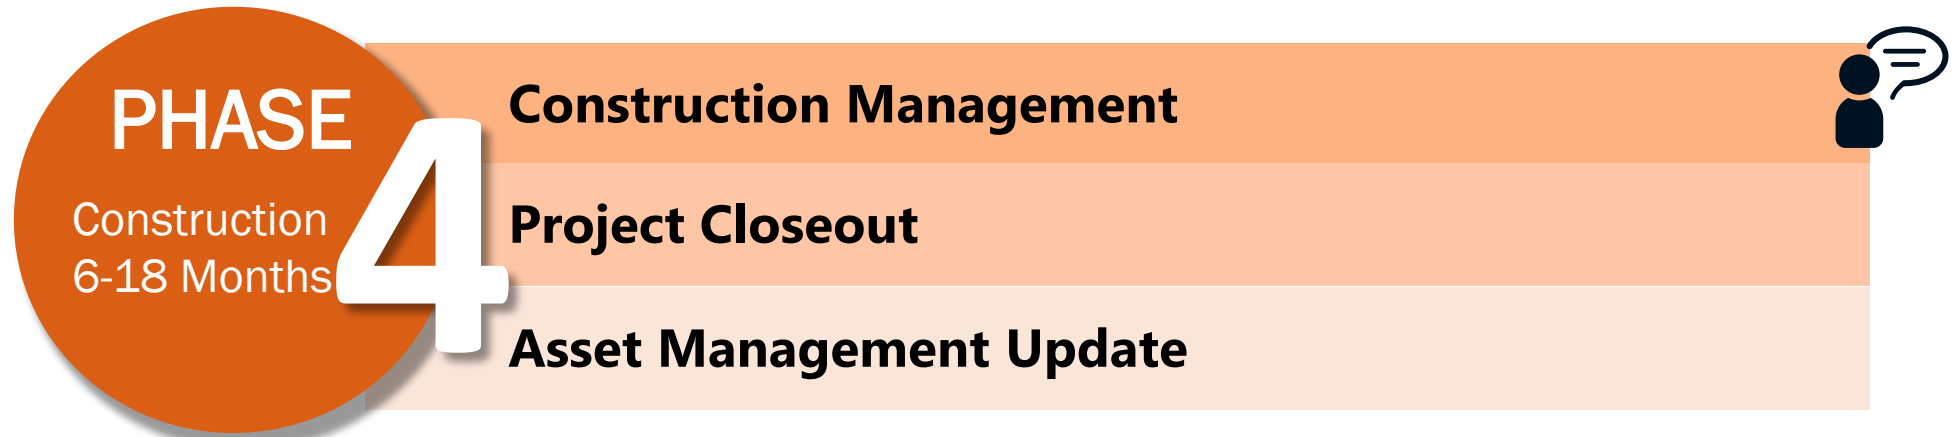 PHASE
4
Construction
6-18 Months
Construction Management
Project Closeout
Asset Management Update